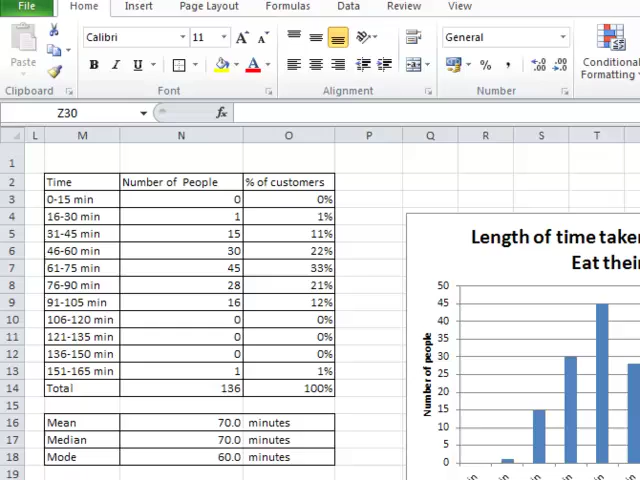 File Home Insert Page Layout Formulas Data Review View
Calibri 11 A A General
Paste B I U A % , .0 .00 .00 .0 Conditional
Formatting
Clipboard Font Alignment Number
Z30 fx
L M N O P Q R S T
1
2 Time Number of People % of customers
3 0-15 min 0 0%
4 16-30 min 1 1%
5 31-45 min 15 11%
6 46-60 min 30 22%
7 61-75 min 45 33%
8 76-90 min 28 21%
9 91-105 min 16 12%
10 106-120 min 0 0%
11 121-135 min 0 0%
12 136-150 min 0 0%
13 151-165 min 1 1%
14 Total 136 100%
15
16 Mean 70.0 minutes
17 Median 70.0 minutes
18 Mode 60.0 minutes
19
Length of time take
Eat thei
Number of people
50
45
40
35
30
25
20
15
10
5
0